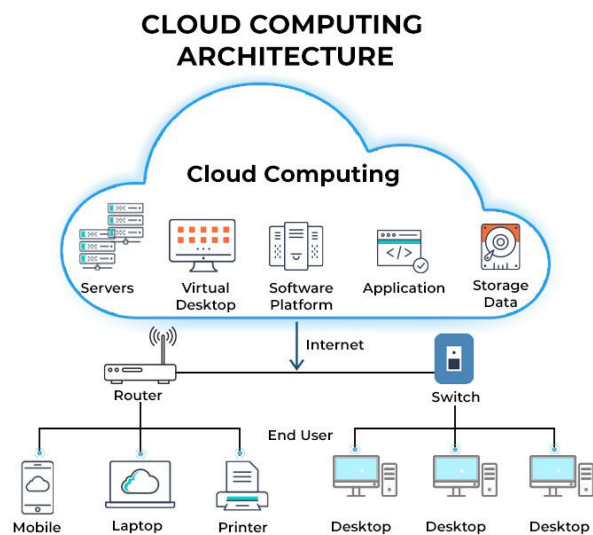 CLOUD COMPUTING
ARCHITECTURE
Cloud Computing
Servers
Virtual
Desktop
Software
Platform
</>
Application
Storage
Data
Internet
Router
Switch
End User
Mobile
Laptop
Printer
Desktop
Desktop
Desktop